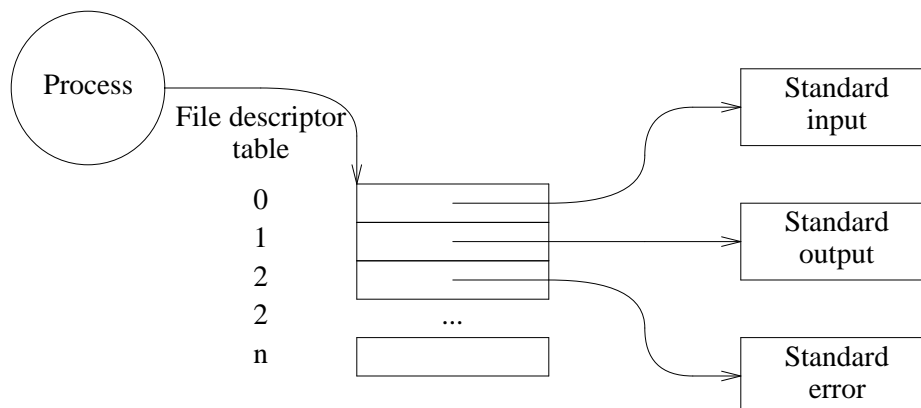 Process
File descriptor
table
0
1
2
2
n
...
Standard
input
Standard
output
Standard
error